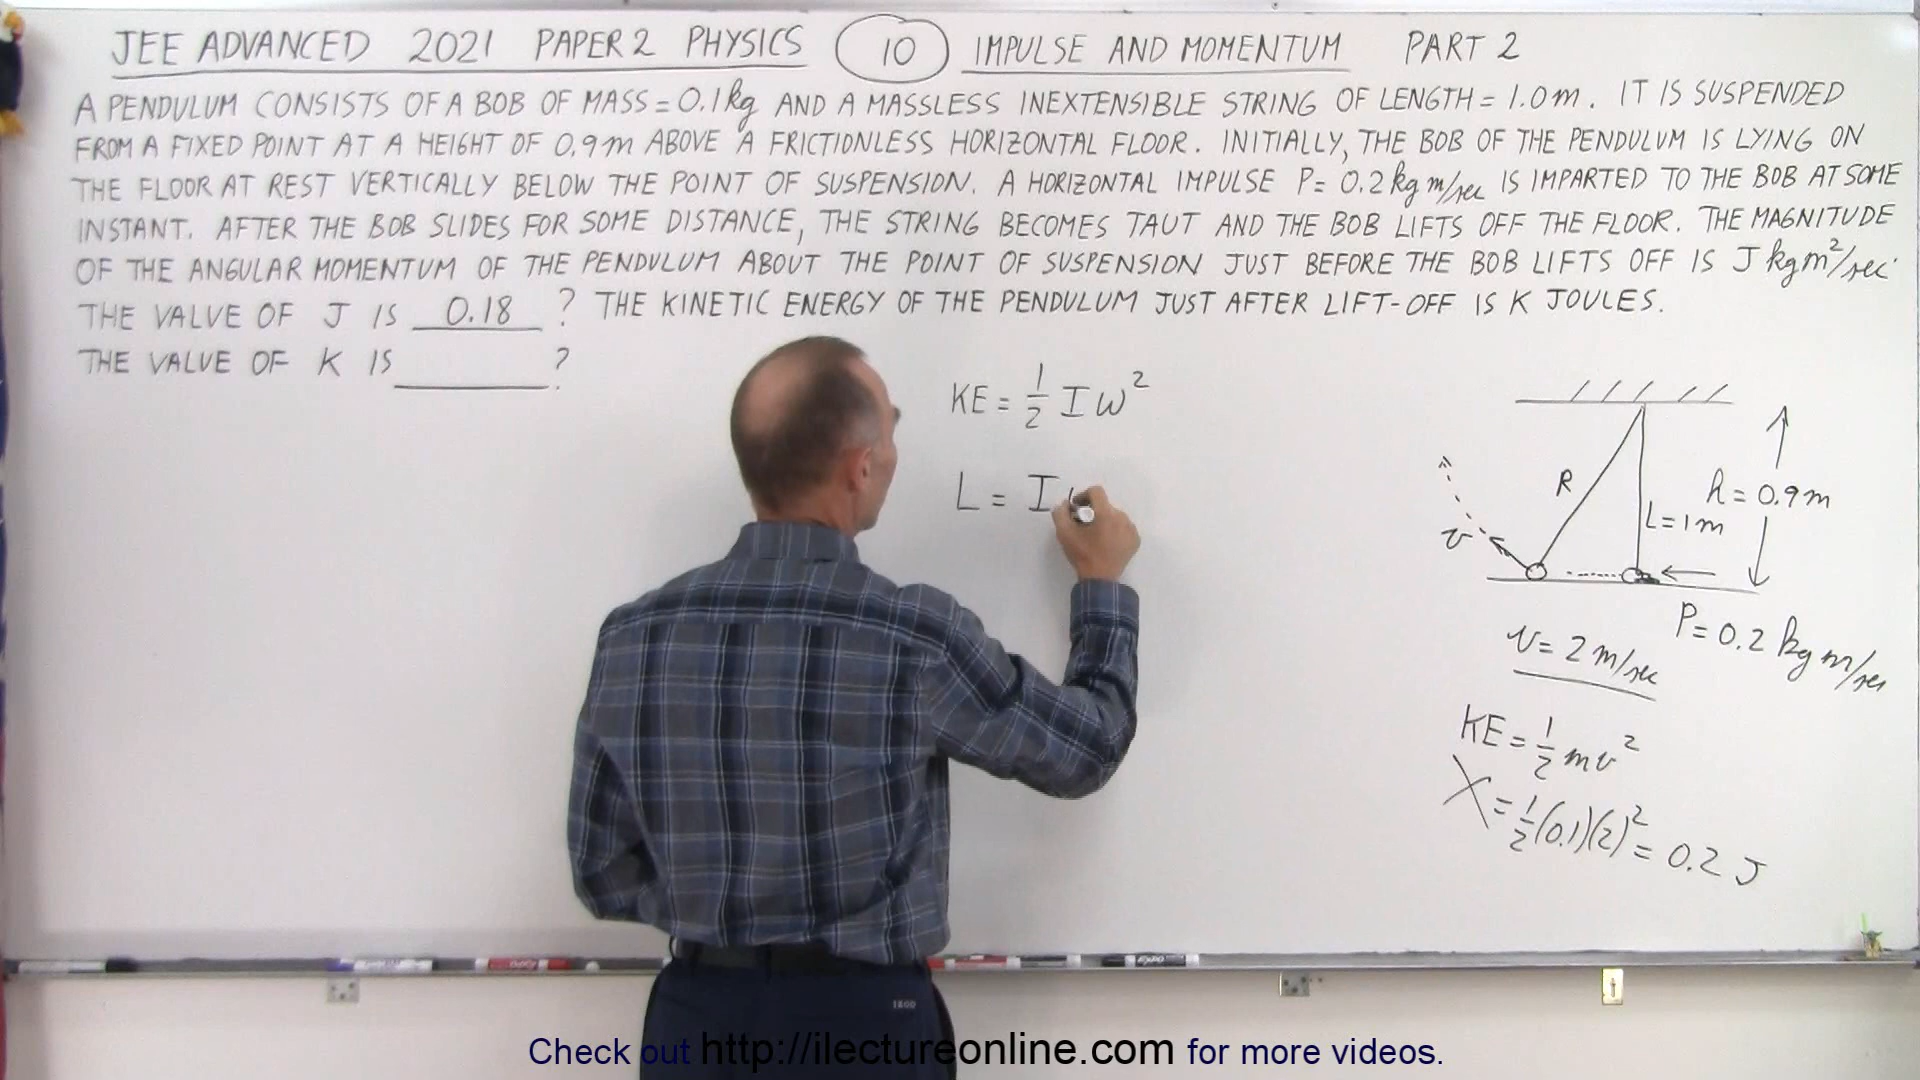 JEE ADVANCED 2021 PAPER 2 PHYSICS 10 IMPULSE AND MOMENTUM PART 2
A PENDULUM CONSISTS OF A BOB OF MASS = 0.1 kg AND A MASSLESS INEXTENSIBLE STRING OF LENGTH = 1.0 m. IT IS SUSPENDED
FROM A FIXED POINT AT A HEIGHT OF 0.9 m ABOVE A FRICTIONLESS HORIZONTAL FLOOR. INITIALLY, THE BOB OF THE PENDULUM IS LYING ON
THE FLOOR AT REST VERTICALLY BELOW THE POINT OF SUSPENSION. A HORIZONTAL IMPULSE P = 0.2 kg m/sec IS IMPARTED TO THE BOB AT SOME
INSTANT. AFTER THE BOB SLIDES FOR SOME DISTANCE, THE STRING BECOMES TAUT AND THE BOB LIFTS OFF THE FLOOR. THE MAGNITUDE
OF THE ANGULAR MOMENTUM OF THE PENDULUM ABOUT THE POINT OF SUSPENSION JUST BEFORE THE BOB LIFTS OFF IS J kg m²/sec.
THE VALUE OF J IS 0.18 ? THE KINETIC ENERGY OF THE PENDULUM JUST AFTER LIFT-OFF IS K JOULES.
THE VALUE OF K IS ______ ?
KE = 1/2 I ω²
L = I
R
h = 0.9 m
L = 1 m
v
P = 0.2 kg m/sec
v = 2 m/sec
KE = 1/2 mv²
X = 1/2 (0.1)(2)² = 0.2 J
IZOD
Check out http://ilectureonline.com for more videos.